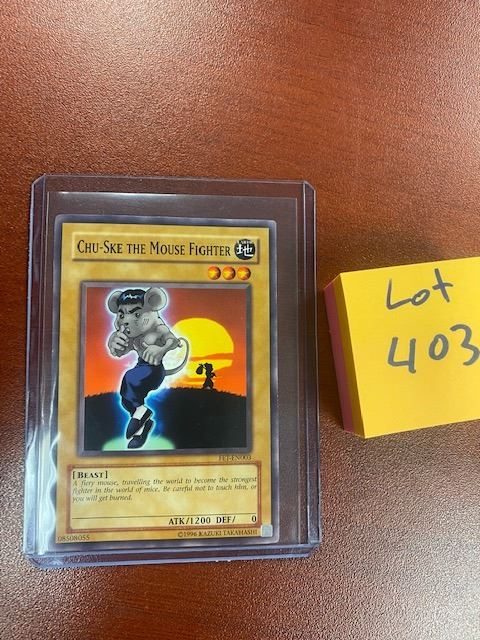 CHU-SKE THE MOUSE FIGHTER 地
FET-EN003
[BEAST]
A fiery mouse, travelling the world to become the strongest
fighter in the world of mice. Be careful not to touch him, or
you will get burned.
ATK/1200 DEF/ 0
08508055 ©1996 KAZUKI TAKAHASHI
Lot
403